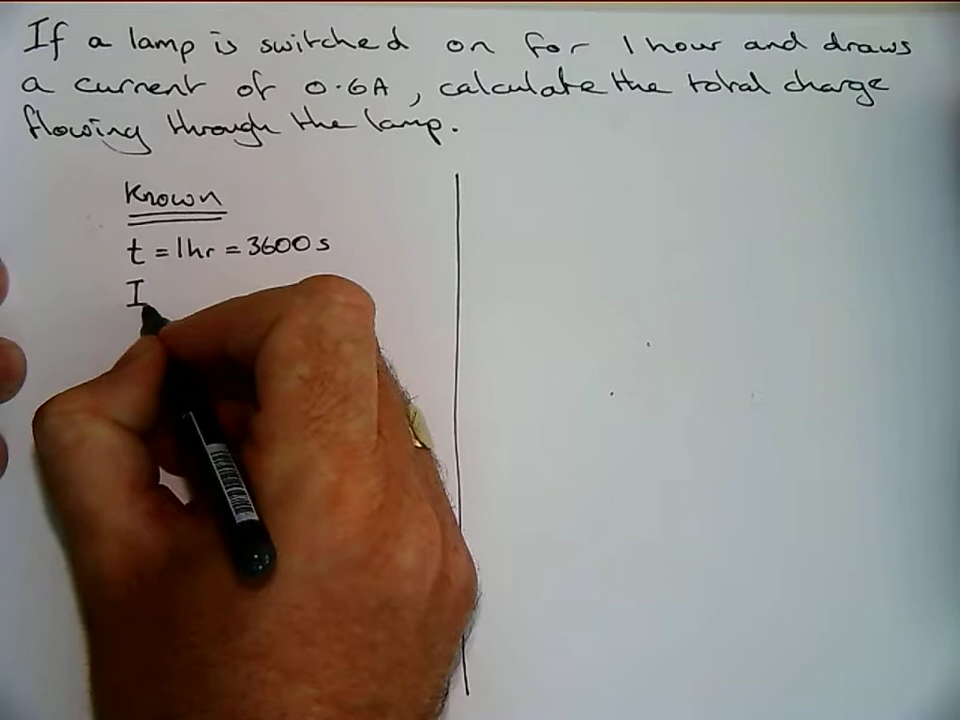 If a lamp is switched on for 1 hour and draws
a current of 0.6A, calculate the total charge
flowing through the lamp.
Known
t = 1hr = 3600s
I